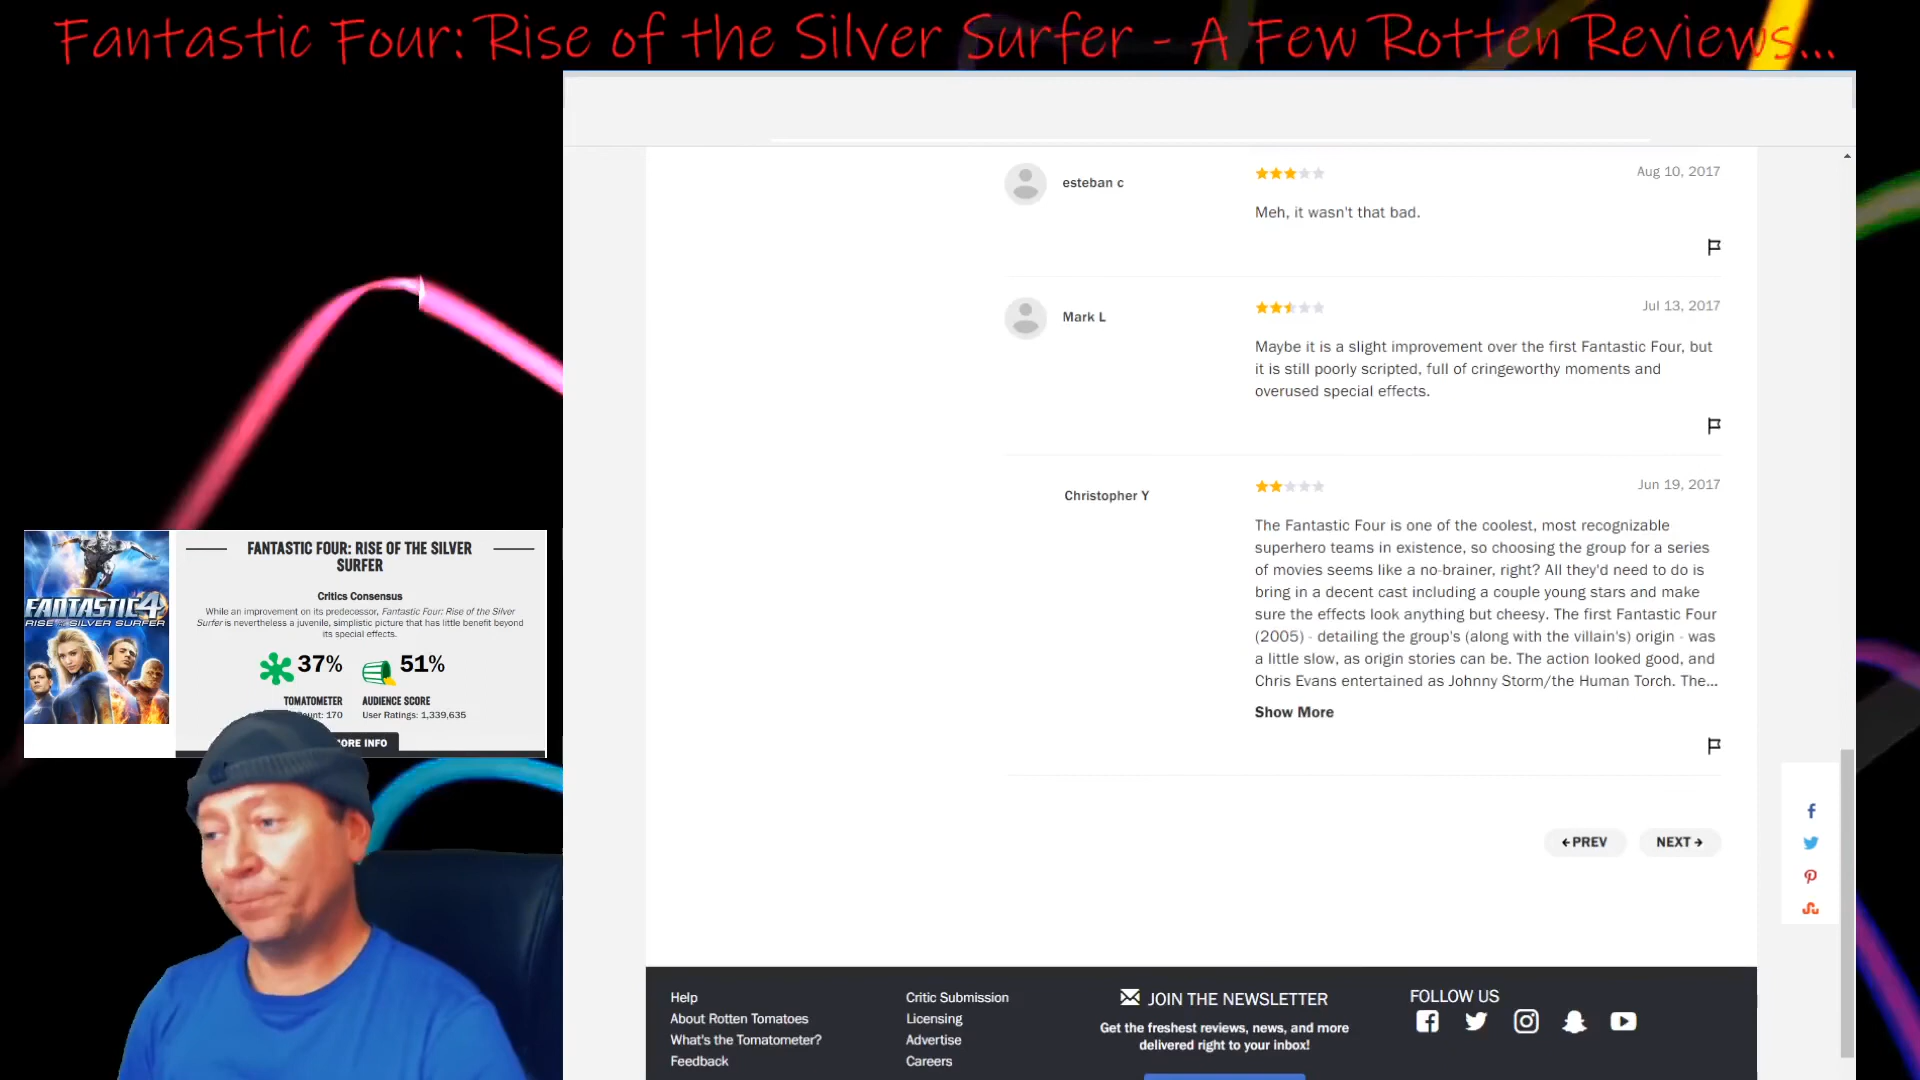 Fantastic Four: Rise of the Silver Surfer - A Few Rotten Reviews...
esteban c
Aug 10, 2017
Meh, it wasn't that bad.
Mark L
Jul 13, 2017
Maybe it is a slight improvement over the first Fantastic Four, but
it is still poorly scripted, full of cringeworthy moments and
overused special effects.
Christopher Y
Jun 19, 2017
The Fantastic Four is one of the coolest, most recognizable
superhero teams in existence, so choosing the group for a series
of movies seems like a no-brainer, right? All they'd need to do is
bring in a decent cast including a couple young stars and make
sure the effects look anything but cheesy. The first Fantastic Four
(2005) - detailing the group's (along with the villain's) origin - was
a little slow, as origin stories can be. The action looked good, and
Chris Evans entertained as Johnny Storm/the Human Torch. The...
Show More
PREV
NEXT
FANTASTIC 4
RISE OF THE SILVER SURFER
FANTASTIC FOUR: RISE OF THE SILVER
SURFER
Critics Consensus
While an improvement on its predecessor, Fantastic Four: Rise of the Silver
Surfer is nevertheless a juvenile, simplistic picture that has little benefit beyond
its special effects.
37%
51%
TOMATOMETER
AUDIENCE SCORE
170
User Ratings: 1,339,635
INFO
Help
About Rotten Tomatoes
What's the Tomatometer?
Feedback
Critic Submission
Licensing
Advertise
Careers
JOIN THE NEWSLETTER
Get the freshest reviews, news, and more
delivered right to your inbox!
FOLLOW US